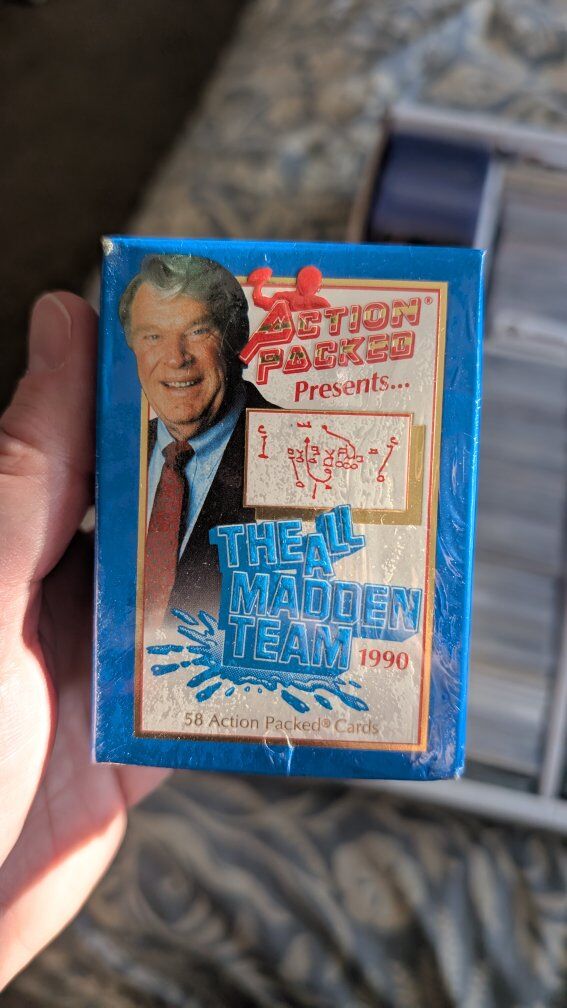 ACTION®
PACKED
Presents...
THE ALL
MADDEN
TEAM 1990
58 Action Packed® Cards